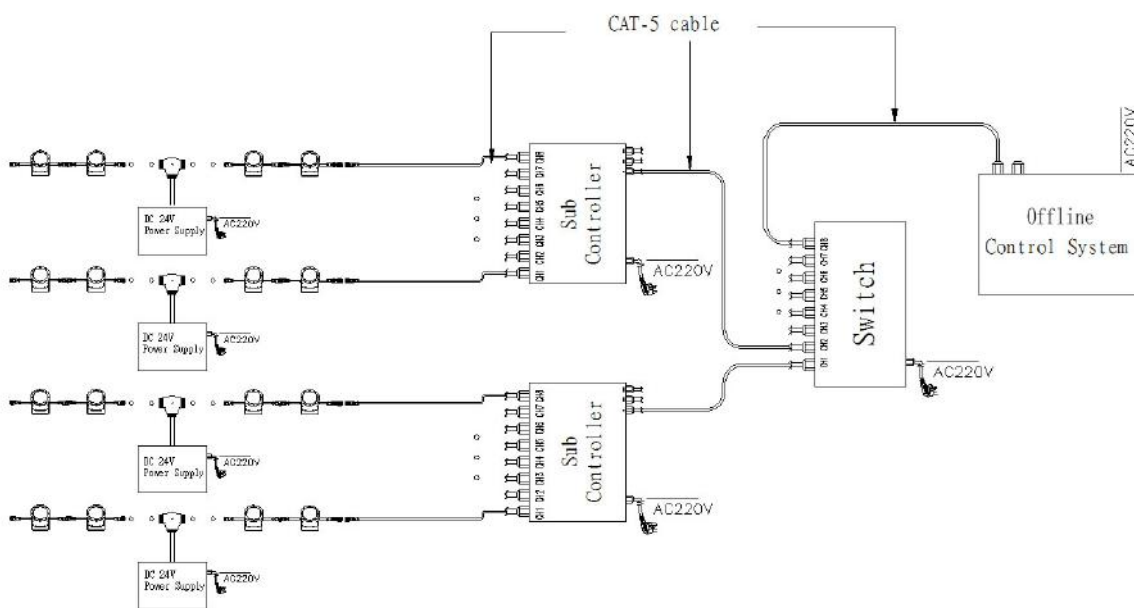 CAT-5 cable
DC 24V
Power Supply
AC220V
DC 24V
Power Supply
AC220V
DC 24V
Power Supply
AC220V
DC 24V
Power Supply
AC220V
CH8
CH7
CH6
CH5
CH4
CH3
CH2
CH1
Sub
Controller
AC220V
CH8
CH7
CH6
CH5
CH4
CH3
CH2
CH1
Sub
Controller
AC220V
CH8
CH7
CH6
CH5
CH4
CH3
CH2
CH1
Switch
AC220V
AC220V
Offline
Control System